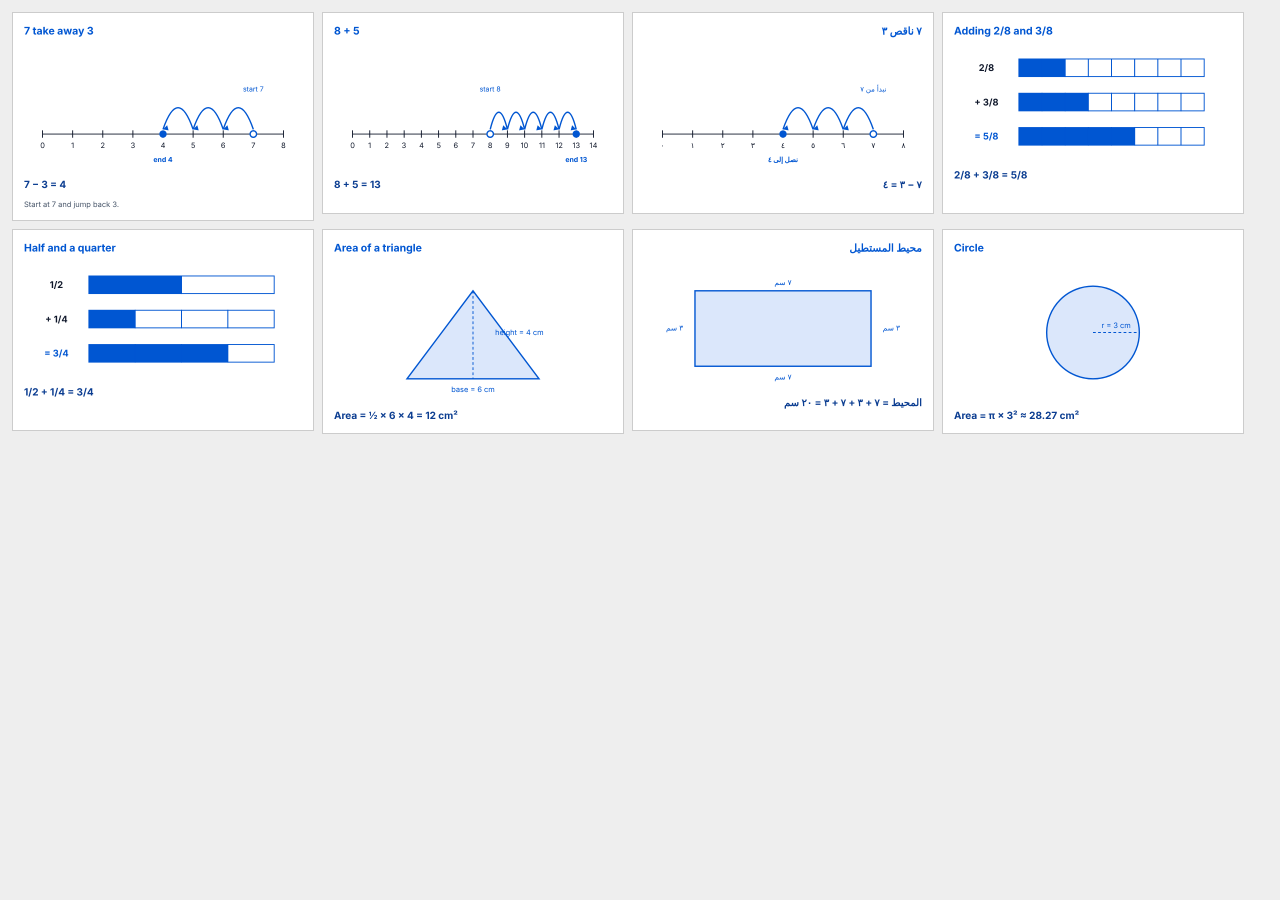 7 take away 3
start 7
0 1 2 3 4 5 6 7 8
end 4
7 − 3 = 4
Start at 7 and jump back 3.
8 + 5
start 8
0 1 2 3 4 5 6 7 8 9 10 11 12 13 14
end 13
8 + 5 = 13
٧ ناقص ٣
نبدأ من ٧
٠ ١ ٢ ٣ ٤ ٥ ٦ ٧ ٨
نصل إلى ٤
٧ − ٣ = ٤
Adding 2/8 and 3/8
2/8
+ 3/8
= 5/8
2/8 + 3/8 = 5/8
Half and a quarter
1/2
+ 1/4
= 3/4
1/2 + 1/4 = 3/4
Area of a triangle
height = 4 cm
base = 6 cm
Area = ½ × 6 × 4 = 12 cm²
محيط المستطيل
٧ سم
٣ سم
٣ سم
٧ سم
المحيط = ٧ + ٣ + ٧ + ٣ = ٢٠ سم
Circle
r = 3 cm
Area = π × 3² ≈ 28.27 cm²